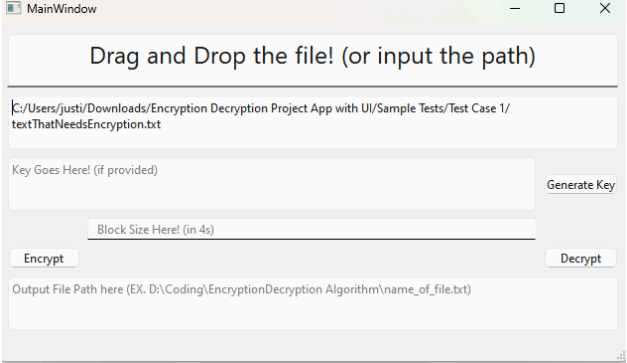 MainWindow
Drag and Drop the file! (or input the path)
C:/Users/justi/Downloads/Encryption Decryption Project App with UI/Sample Tests/Test Case 1/
textThatNeedsEncryption.txt
Key Goes Here! (if provided)
Generate Key
Block Size Here! (in 4s)
Encrypt
Decrypt
Output File Path here (EX. D:\Coding\EncryptionDecryption Algorithm\name_of_file.txt)